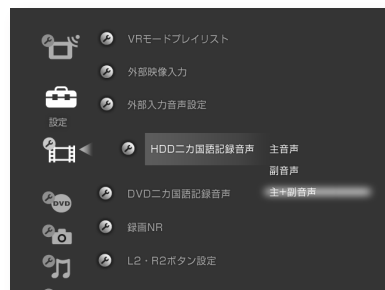 VRモードプレイリスト
外部映像入力
外部入力音声設定
設定
HDD二カ国語記録音声
主音声
副音声
主+副音声
DVD二カ国語記録音声
録画NR
L2・R2ボタン設定
DVD